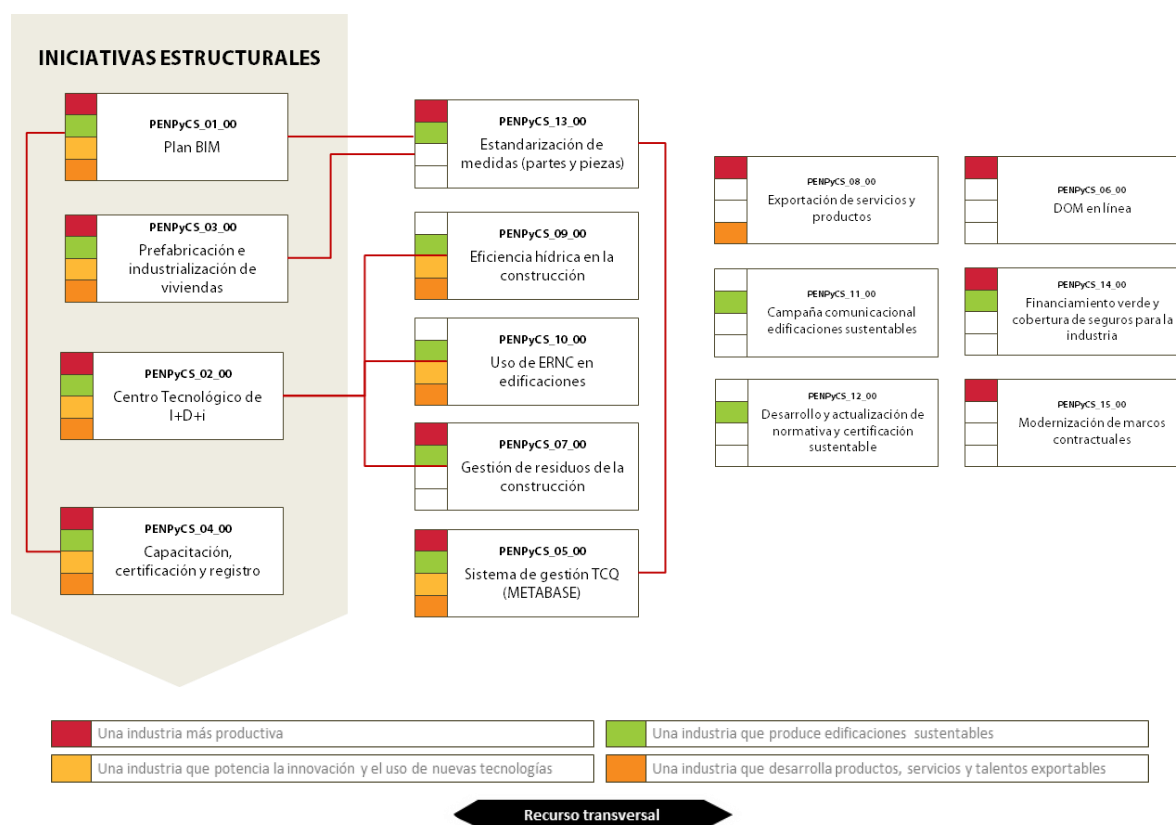 INICIATIVAS ESTRUCTURALES
PENPyCS_01_00
Plan BIM
PENPyCS_03_00
Prefabricación e
industrialización de
viviendas
PENPyCS_02_00
Centro Tecnológico de
I+D+i
PENPyCS_04_00
Capacitación,
certificación y registro
PENPyCS_13_00
Estandarización de
medidas (partes y piezas)
PENPyCS_09_00
Eficiencia hídrica en la
construcción
PENPyCS_10_00
Uso de ERNC en
edificaciones
PENPyCS_07_00
Gestión de residuos de la
construcción
PENPyCS_05_00
Sistema de gestión TCQ
(METABASE)
PENPyCS_08_00
Exportación de servicios y
productos
PENPyCS_06_00
DOM en línea
PENPyCS_11_00
Campaña comunicacional
edificaciones sustentables
PENPyCS_14_00
Financiamiento verde y
cobertura de seguros para la
industria
PENPyCS_12_00
Desarrollo y actualización de
normativa y certificación
sustentable
PENPyCS_15_00
Modernización de marcos
contractuales
Una industria más productiva
Una industria que produce edificaciones sustentables
Una industria que potencia la innovación y el uso de nuevas tecnologías
Una industria que desarrolla productos, servicios y talentos exportables
Recurso transversal